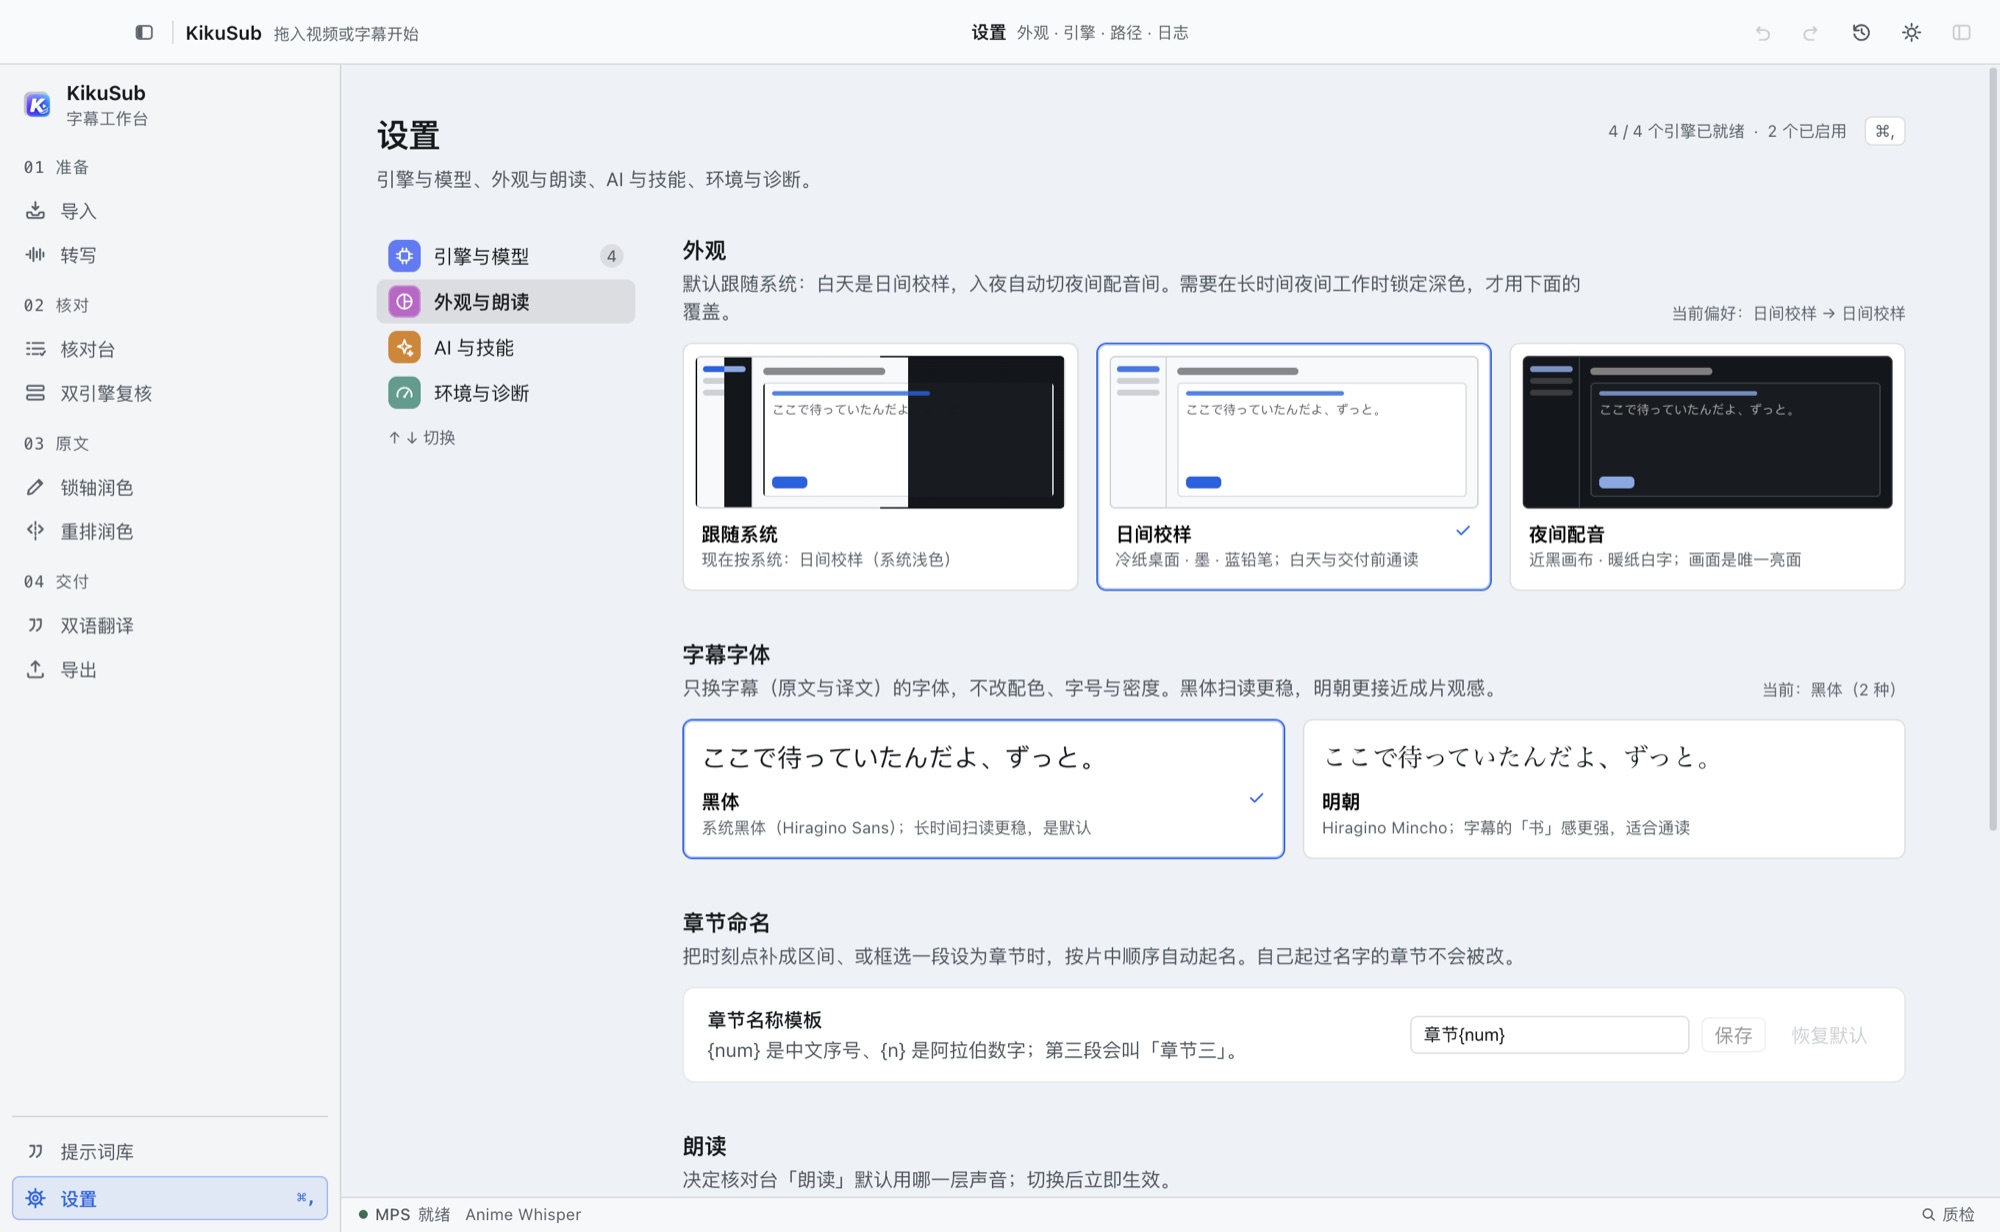 KikuSub 拖入视频或字幕开始
设置 外观 · 引擎 · 路径 · 日志
KikuSub
字幕工作台
01 准备
导入
转写
02 核对
核对台
双引擎复核
03 原文
锁轴润色
重排润色
04 交付
双语翻译
导出
提示词库
设置 ⌘,
设置
4 / 4 个引擎已就绪 · 2 个已启用 ⌘,
引擎与模型、外观与朗读、AI 与技能、环境与诊断。
引擎与模型 4
外观与朗读
AI 与技能
环境与诊断
↑ ↓ 切换
外观
默认跟随系统：白天是日间校样，入夜自动切夜间配音间。需要在长时间夜间工作时锁定深色，才用下面的
覆盖。
当前偏好：日间校样 → 日间校样
ここで待っていたんだよ
跟随系统
现在按系统：日间校样（系统浅色）
ここで待っていたんだよ、ずっと。
日间校样
冷纸桌面 · 墨 · 蓝铅笔；白天与交付前通读
ここで待っていたんだよ、ずっと。
夜间配音
近黑画布 · 暖纸白字；画面是唯一亮面
字幕字体
只换字幕（原文与译文）的字体，不改配色、字号与密度。黑体扫读更稳，明朝更接近成片观感。
当前：黑体（2 种）
ここで待っていたんだよ、ずっと。
黑体
系统黑体（Hiragino Sans）；长时间扫读更稳，是默认
ここで待っていたんだよ、ずっと。
明朝
Hiragino Mincho；字幕的「书」感更强，适合通读
章节命名
把时刻点补成区间、或框选一段设为章节时，按片中顺序自动起名。自己起过名字的章节不会被改。
章节名称模板
{num} 是中文序号、{n} 是阿拉伯数字；第三段会叫「章节三」。
章节{num}
保存
恢复默认
朗读
决定核对台「朗读」默认用哪一层声音；切换后立即生效。
MPS 就绪 Anime Whisper
质检